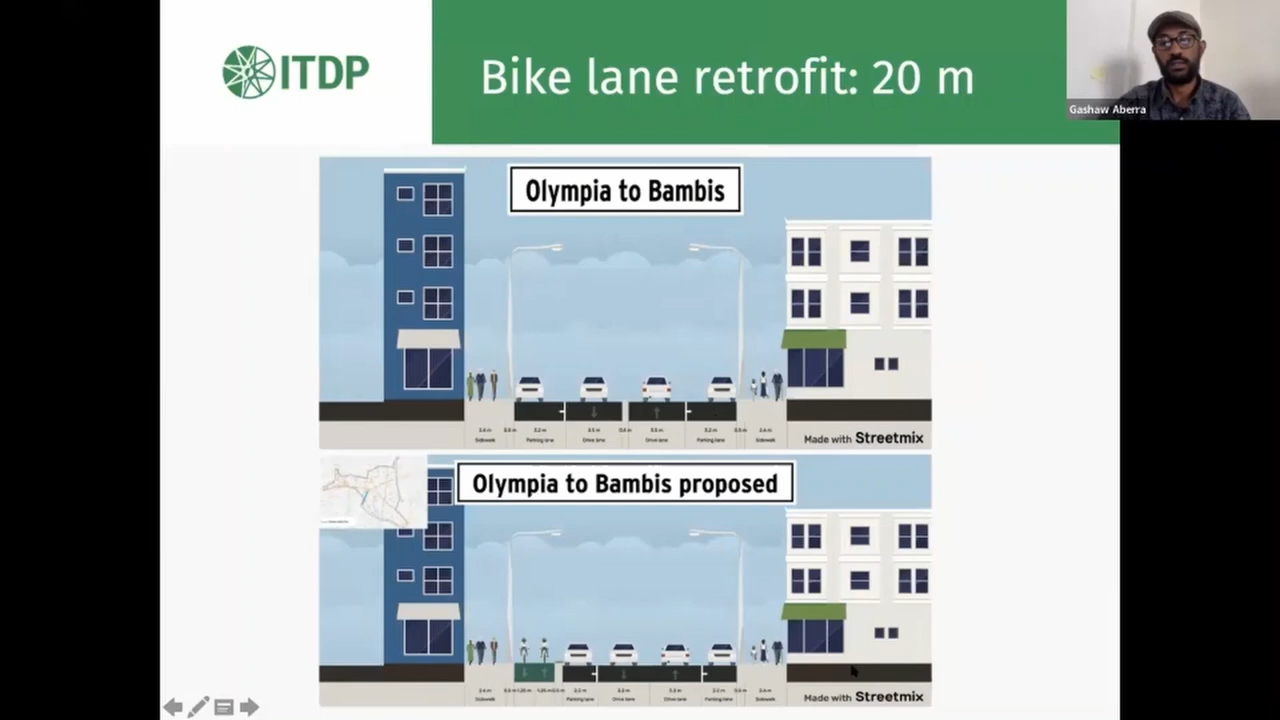 ITDP
Bike lane retrofit: 20 m
Gashaw Aberra
Olympia to Bambis
Sidewalk
Parking lane
Drive lane
Drive lane
Parking lane
Sidewalk
Made with Streetmix
Olympia to Bambis proposed
Sidewalk
Parking lane
Drive lane
Drive lane
Parking lane
Sidewalk
Made with Streetmix